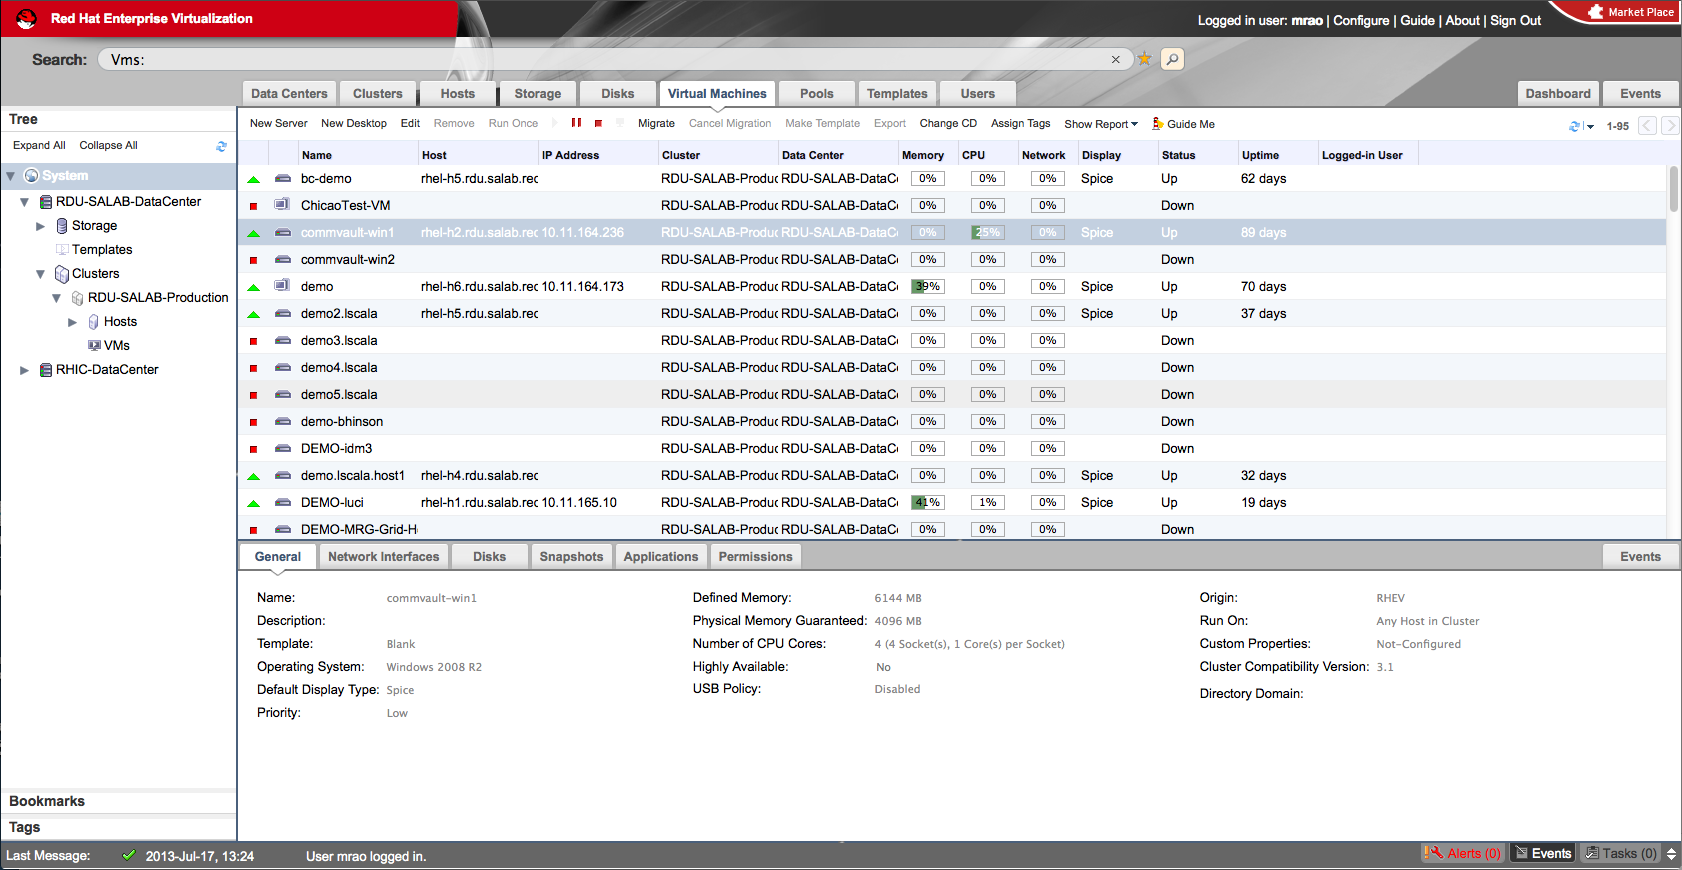 Red Hat Enterprise Virtualization
Logged in user: mrao | Configure | Guide | About | Sign Out
Market Place
Search: Vms:
Data Centers Clusters Hosts Storage Disks Virtual Machines Pools Templates Users Dashboard Events
Tree
Expand All Collapse All
System
RDU-SALAB-DataCenter
Storage
Templates
Clusters
RDU-SALAB-Production
Hosts
VMs
RHIC-DataCenter
Bookmarks
Tags
New Server New Desktop Edit Remove Run Once Migrate Cancel Migration Make Template Export Change CD Assign Tags Show Report Guide Me 1-95
Name Host IP Address Cluster Data Center Memory CPU Network Display Status Uptime Logged-in User
bc-demo rhel-h5.rdu.salab.rec RDU-SALAB-Produc RDU-SALAB-DataCe 0% 0% 0% Spice Up 62 days
ChicaoTest-VM RDU-SALAB-Produc RDU-SALAB-DataCe 0% 0% 0% Down
commvault-win1 rhel-h2.rdu.salab.rec 10.11.164.236 RDU-SALAB-Produc RDU-SALAB-DataCe 0% 25% 0% Spice Up 89 days
commvault-win2 RDU-SALAB-Produc RDU-SALAB-DataCe 0% 0% 0% Down
demo rhel-h6.rdu.salab.rec 10.11.164.173 RDU-SALAB-Produc RDU-SALAB-DataCe 39% 0% 0% Spice Up 70 days
demo2.lscala rhel-h5.rdu.salab.rec RDU-SALAB-Produc RDU-SALAB-DataCe 0% 0% 0% Spice Up 37 days
demo3.lscala RDU-SALAB-Produc RDU-SALAB-DataCe 0% 0% 0% Down
demo4.lscala RDU-SALAB-Produc RDU-SALAB-DataCe 0% 0% 0% Down
demo5.lscala RDU-SALAB-Produc RDU-SALAB-DataCe 0% 0% 0% Down
demo-bhinson RDU-SALAB-Produc RDU-SALAB-DataCe 0% 0% 0% Down
DEMO-idm3 RDU-SALAB-Produc RDU-SALAB-DataCe 0% 0% 0% Down
demo.lscala.host1 rhel-h4.rdu.salab.rec RDU-SALAB-Produc RDU-SALAB-DataCe 0% 0% 0% Spice Up 32 days
DEMO-luci rhel-h1.rdu.salab.rec 10.11.165.10 RDU-SALAB-Produc RDU-SALAB-DataCe 41% 1% 0% Spice Up 19 days
DEMO-MRG-Grid-He RDU-SALAB-Produc RDU-SALAB-DataCe 0% 0% 0% Down
General Network Interfaces Disks Snapshots Applications Permissions Events
Name: commvault-win1
Description:
Template: Blank
Operating System: Windows 2008 R2
Default Display Type: Spice
Priority: Low
Defined Memory: 6144 MB
Physical Memory Guaranteed: 4096 MB
Number of CPU Cores: 4 (4 Socket(s), 1 Core(s) per Socket)
Highly Available: No
USB Policy: Disabled
Origin: RHEV
Run On: Any Host in Cluster
Custom Properties: Not-Configured
Cluster Compatibility Version: 3.1
Directory Domain:
Last Message: 2013-Jul-17, 13:24 User mrao logged in. Alerts (0) Events Tasks (0)